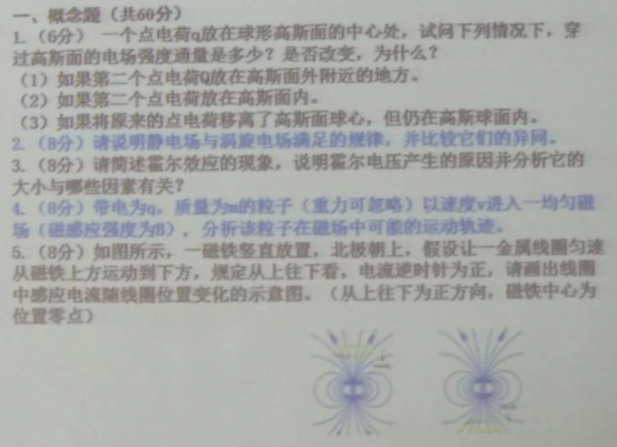 一、概念题（共60分）
1.（6分） 一个点电荷q放在球形高斯面的中心处，试问下列情况下，穿
过高斯面的电场强度通量是多少？是否改变，为什么？
（1）如果第二个点电荷Q放在高斯面外附近的地方。
（2）如果第二个点电荷放在高斯面内。
（3）如果将原来的点电荷移离了高斯面球心，但仍在高斯球面内。
2.（8分）请说明静电场与涡旋电场满足的规律，并比较它们的异同。
3.（8分）请简述霍尔效应的现象，说明霍尔电压产生的原因并分析它的
大小与哪些因素有关？
4.（8分）带电为q，质量为m的粒子（重力可忽略）以速度v进入一均匀磁
场（磁感应强度为B），分析该粒子在磁场中可能的运动轨迹。
5.（8分）如图所示，一磁铁竖直放置，北极朝上，假设让一金属线圈匀速
从磁铁上方运动到下方，规定从上往下看，电流逆时针为正，请画出线圈
中感应电流随线圈位置变化的示意图。（从上往下为正方向，磁铁中心为
位置零点）